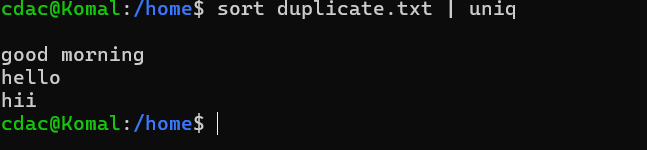 cdac@Komal:/home$ sort duplicate.txt | uniq

good morning
hello
hii
cdac@Komal:/home$